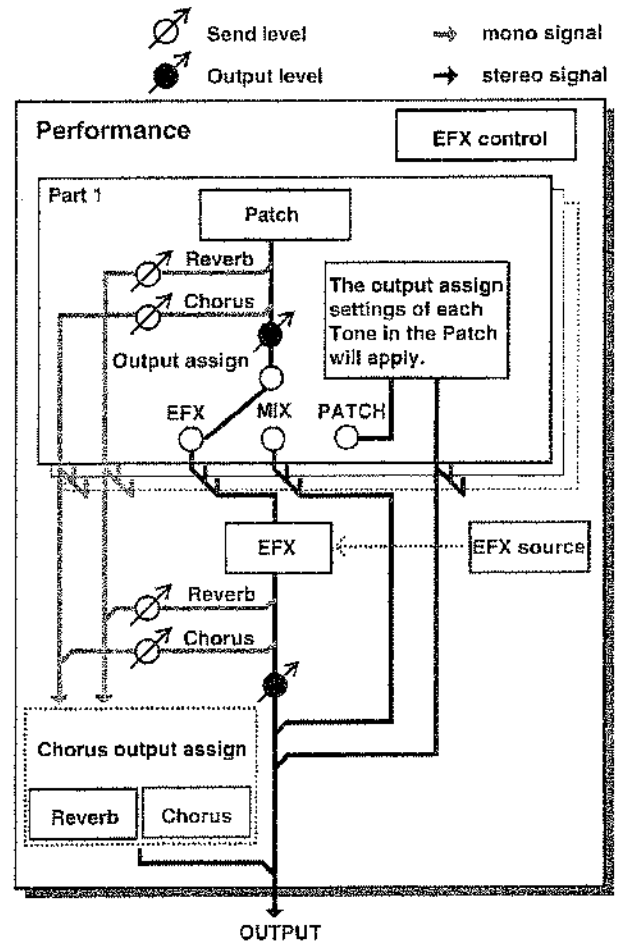 Send level
mono signal
Output level
stereo signal
Performance
EFX control
Part 1
Patch
Reverb
Chorus
The output assign
settings of each
Tone in the Patch
will apply.
Output assign
EFX
MIX
PATCH
EFX
EFX source
Reverb
Chorus
Chorus output assign
Reverb
Chorus
OUTPUT